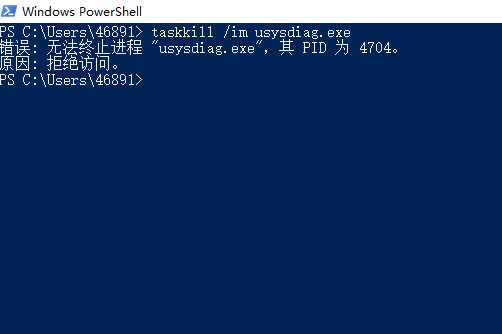 Windows PowerShell
PS C:\Users\46891> taskkill /im usysdiag.exe
错误: 无法终止进程 "usysdiag.exe", 其 PID 为 4704。
原因: 拒绝访问。
PS C:\Users\46891>